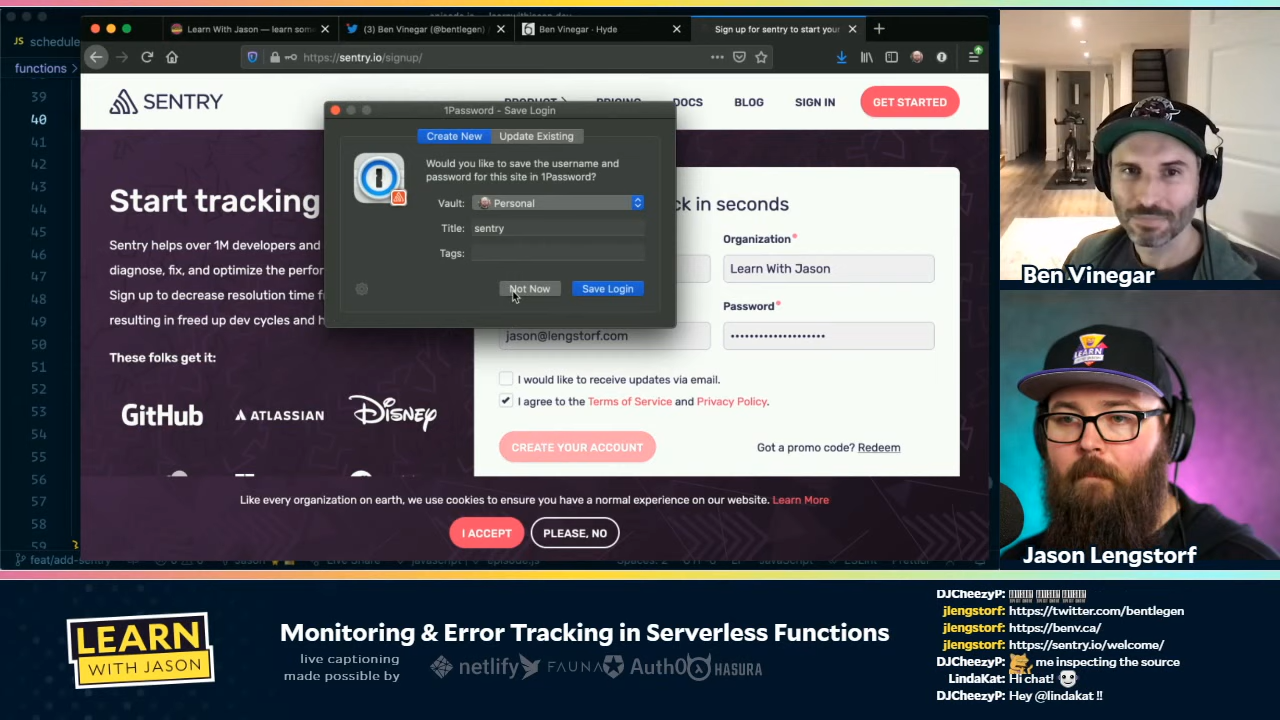 schedule
functions >
39
40
41
42
43
44
45
46
47
48
49
50
51
52
53
54
55
56
57
58
59
feat/add-sentry
Learn With Jason — learn som
(3) Ben Vinegar (@bentlegen)
Ben Vinegar · Hyde
Sign up for sentry to start your
https://sentry.io/signup/
SENTRY
PRODUCT
PRICING
DOCS
BLOG
SIGN IN
GET STARTED
1Password - Save Login
Create New
Update Existing
Would you like to save the username and
password for this site in 1Password?
Vault: Personal
Title: sentry
Tags:
Not Now
Save Login
Start tracking
Sentry helps over 1M developers and
diagnose, fix, and optimize the perfor
Sign up to decrease resolution time f
resulting in freed up dev cycles and h
These folks get it:
GitHub
ATLASSIAN
Disney
ck in seconds
Organization
Learn With Jason
Password
jason@lengstorf.com
I would like to receive updates via email.
I agree to the Terms of Service and Privacy Policy.
CREATE YOUR ACCOUNT
Got a promo code? Redeem
Like every organization on earth, we use cookies to ensure you have a normal experience on our website. Learn More
I ACCEPT
PLEASE, NO
Ben Vinegar
LEARN
Jason Lengstorf
LEARN
WITH JASON
Monitoring & Error Tracking in Serverless Functions
live captioning
made possible by
netlify
FAUNA
Auth0
HASURA
DJCheezyP:
jlengstorf: https://twitter.com/bentlegen
jlengstorf: https://benv.ca/
jlengstorf: https://sentry.io/welcome/
DJCheezyP: me inspecting the source
LindaKat: Hi chat!
DJCheezyP: Hey @lindakat !!